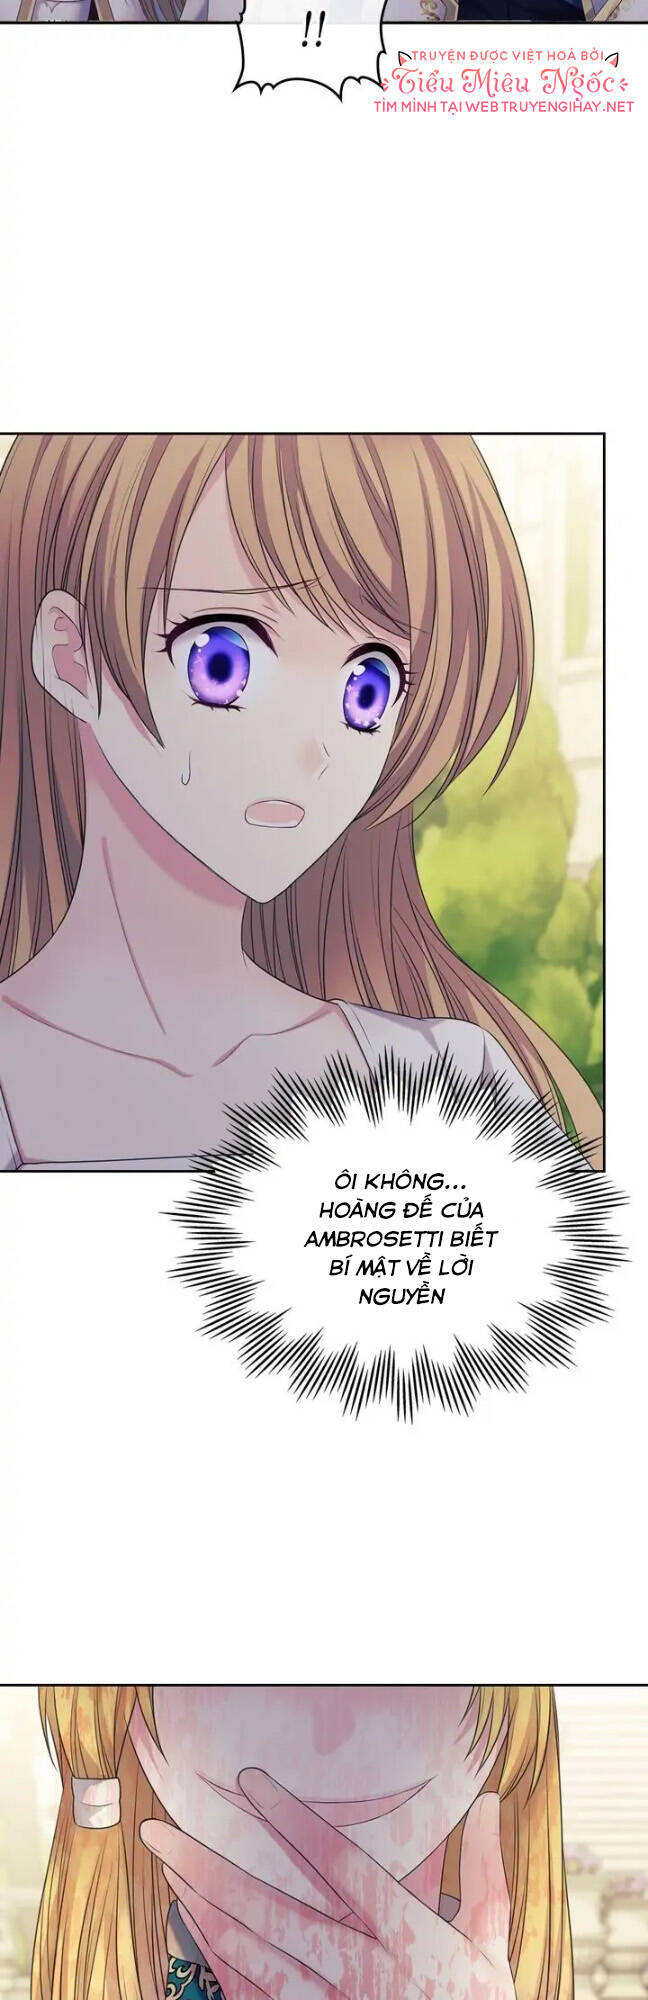 !!
TRUYỆN ĐƯỢC VIỆT HOÁ BỞI
Tiểu Miêu Ngốc
TÌM MÌNH TẠI WEBTRUYENGIHAY.NET
ÔI KHÔNG...
HOÀNG ĐẾ CỦA
AMBROSETTI BIẾT
BÍ MẬT VỀ LỜI
NGUYỀN